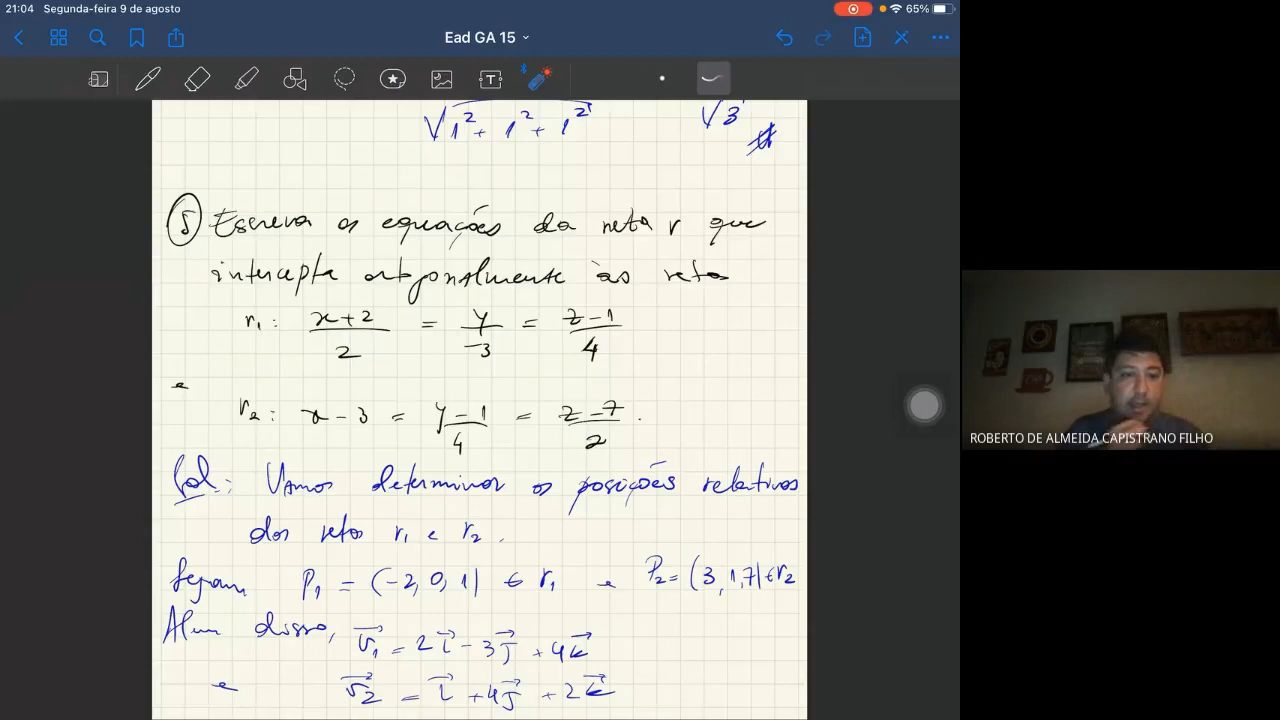 21:04 Segunda-feira 9 de agosto
65%
Ead GA 15
√1² + 1² + 1²
√3
5 Escreva as equações da reta r que
intercepta ortogonalmente às retas
r₁: x+2/2 = y/-3 = z-1/4
e
r₂: x-3 = y-1/4 = z-7/2.
Sol.: Vamos determinar as posições relativas
das retas r₁ e r₂.
Sejam P₁ = (-2, 0, 1) ∈ r₁ e P₂ = (3, 1, 7) ∈ r₂
Alem disso, v⃗₁ = 2i⃗ - 3j⃗ + 4k⃗
e v⃗₂ = i⃗ + 4j⃗ + 2k⃗
ROBERTO DE ALMEIDA CAPISTRANO FILHO